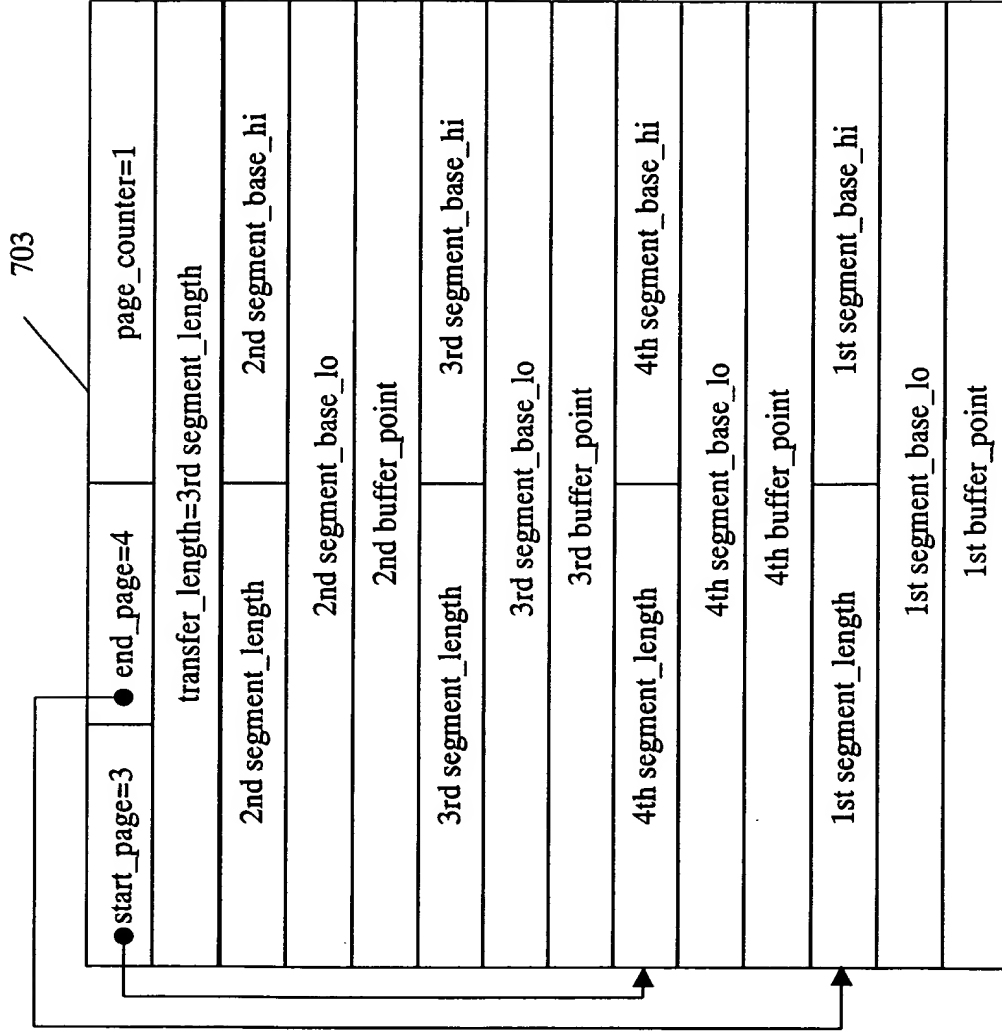 703
start_page=3 end_page=4 page_counter=1
transfer_length=3rd segment_length
2nd segment_length 2nd segment_base_hi
2nd segment_base_lo
2nd buffer_point
3rd segment_length 3rd segment_base_hi
3rd segment_base_lo
3rd buffer_point
4th segment_length 4th segment_base_hi
4th segment_base_lo
4th buffer_point
1st segment_length 1st segment_base_hi
1st segment_base_lo
1st buffer_point